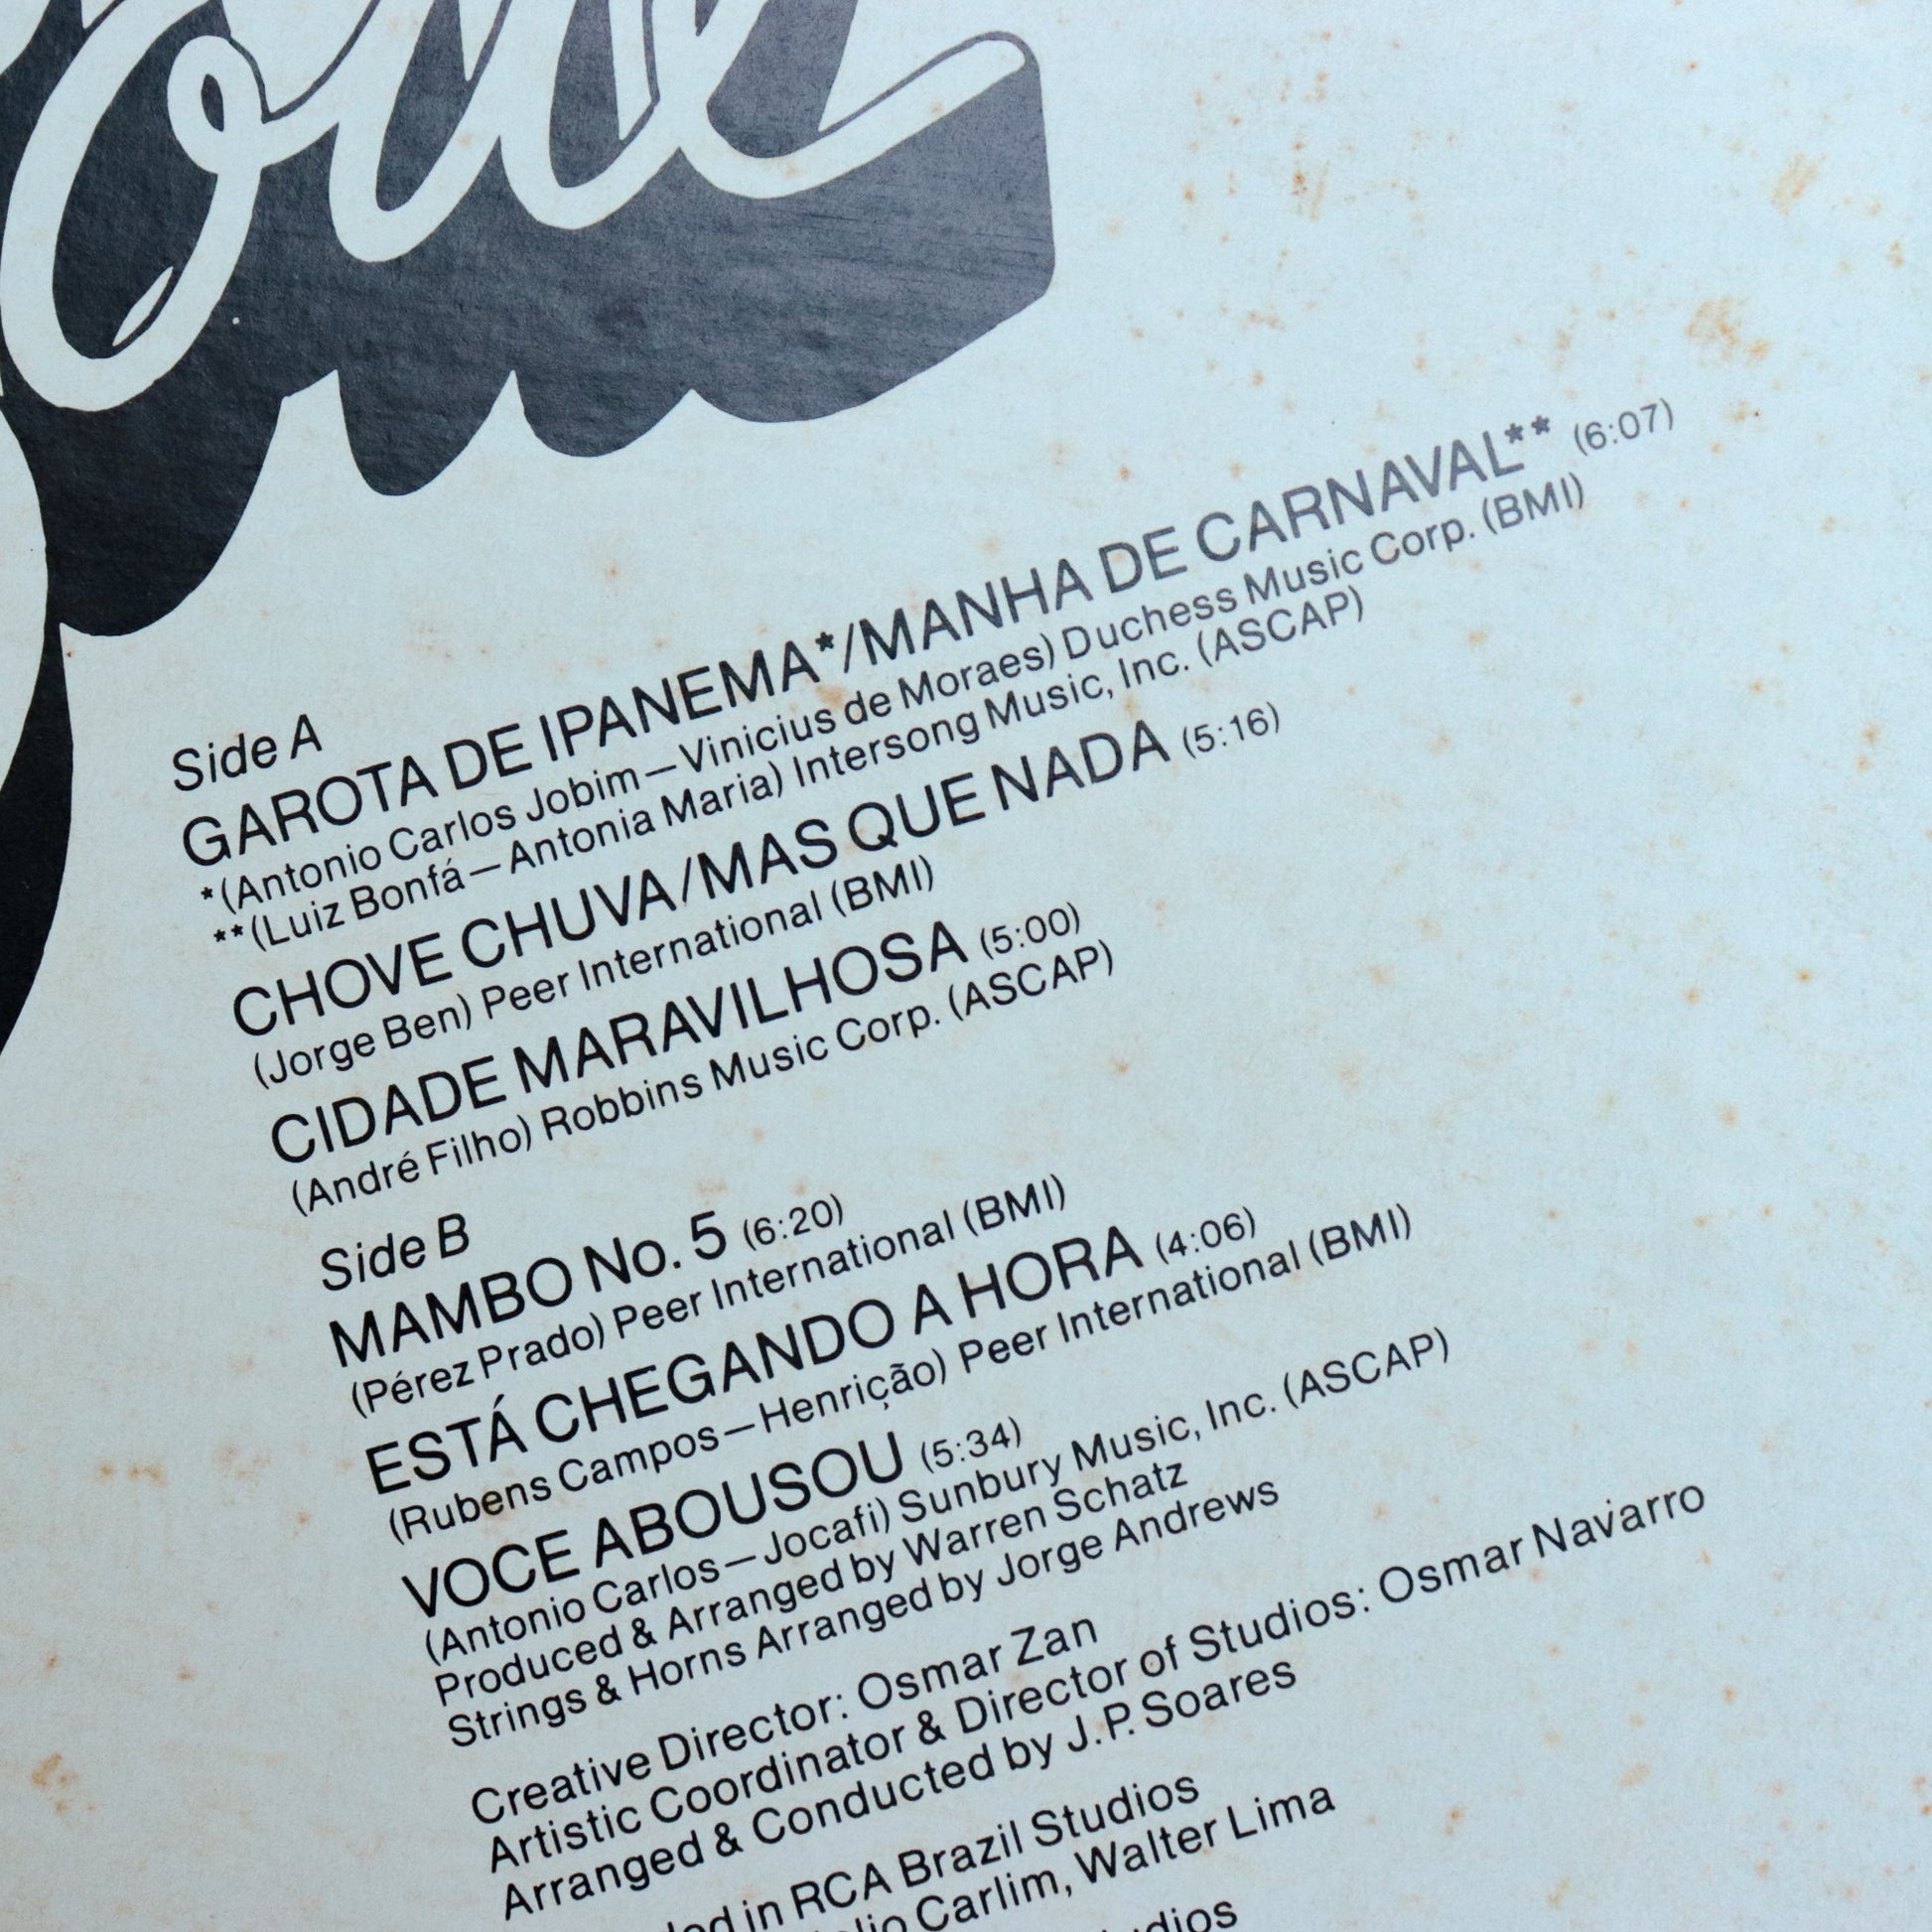 Side A
GAROTA DE IPANEMA*/MANHA DE CARNAVAL** (6:07)
*(Antonio Carlos Jobim—Vinicius de Moraes) Duchess Music Corp. (BMI)
**(Luiz Bonfá—Antonia Maria) Intersong Music, Inc. (ASCAP)
CHOVE CHUVA/MAS QUE NADA (5:16)
(Jorge Ben) Peer International (BMI)
CIDADE MARAVILHOSA (5:00)
(André Filho) Robbins Music Corp. (ASCAP)
Side B
MAMBO No. 5 (6:20)
(Pérez Prado) Peer International (BMI)
ESTÁ CHEGANDO A HORA (4:06)
(Rubens Campos—Henrição) Peer International (BMI)
VOCE ABOUSOU (5:34)
(Antonio Carlos—Jocafi) Sunbury Music, Inc. (ASCAP)
Produced & Arranged by Warren Schatz
Strings & Horns Arranged by Jorge Andrews
Creative Director: Osmar Zan
Artistic Coordinator & Director of Studios: Osmar Navarro
Arranged & Conducted by J.P. Soares
in RCA Brazil Studios
Carlim, Walter Lima